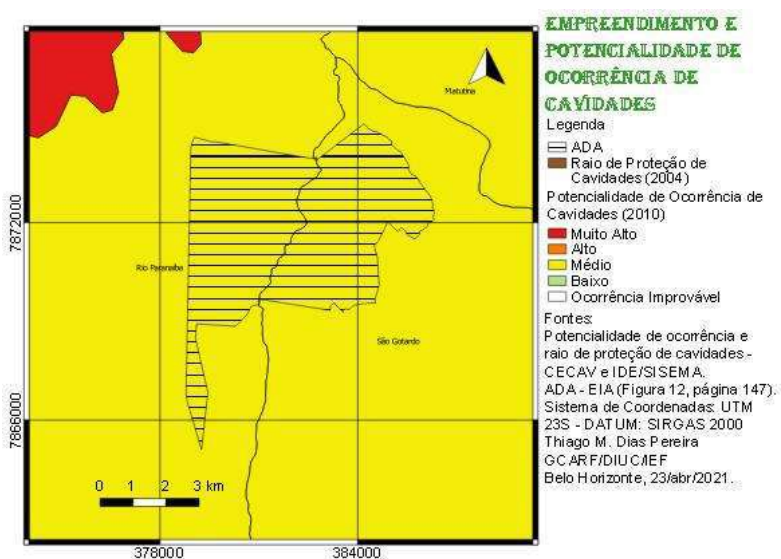 EMPREENDIMENTO E
POTENCIALIDADE DE
OCORRÊNCIA DE
CAVIDADES
Legenda
ADA
Raio de Proteção de
Cavidades (2004)
Potencialidade de Ocorrência de
Cavidades (2010)
Muito Alto
Alto
Médio
Baixo
Ocorrência Improvável
Fontes:
Potencialidade de ocorrência e
raio de proteção de cavidades -
CECAV e IDE/SISEMA.
ADA - EIA (Figura 12, página 147).
Sistema de Coordenadas: UTM
23S - DATUM: SIRGAS 2000
Thiago M. Dias Pereira
GCARF/DIUC/IEF
Belo Horizonte, 23/abr/2021.
Matutina
Rio Paranaíba
São Gotardo
7872000
7866000
0 1 2 3 km
378000
384000